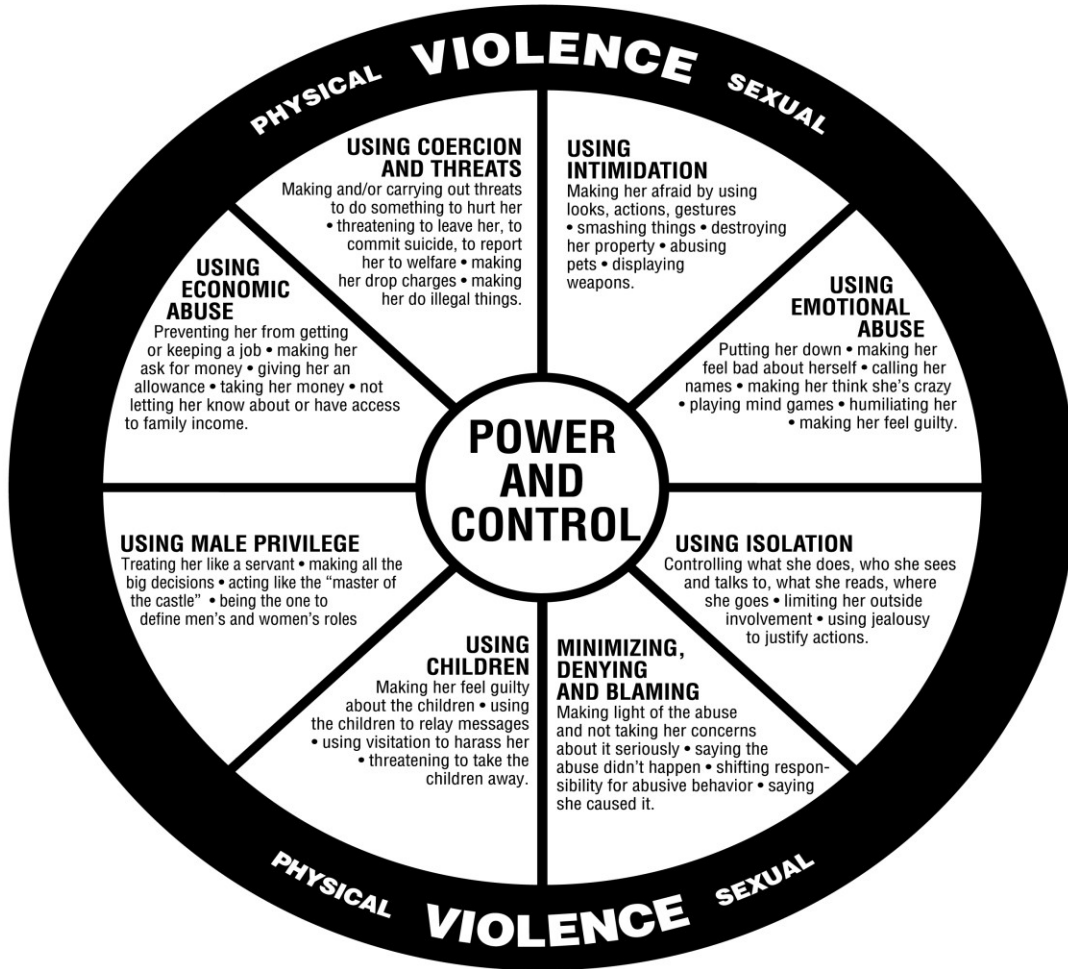 PHYSICAL VIOLENCE SEXUAL
USING COERCION
AND THREATS
Making and/or carrying out threats
to do something to hurt her
• threatening to leave her, to
commit suicide, to report
her to welfare • making
her drop charges • making
her do illegal things.
USING
INTIMIDATION
Making her afraid by using
looks, actions, gestures
• smashing things • destroying
her property • abusing
pets • displaying
weapons.
USING
EMOTIONAL
ABUSE
Putting her down • making her
feel bad about herself • calling her
names • making her think she's crazy
• playing mind games • humiliating her
• making her feel guilty.
USING ISOLATION
Controlling what she does, who she sees
and talks to, what she reads, where
she goes • limiting her outside
involvement • using jealousy
to justify actions.
MINIMIZING,
DENYING
AND BLAMING
Making light of the abuse
and not taking her concerns
about it seriously • saying the
abuse didn't happen • shifting respon-
sibility for abusive behavior • saying
she caused it.
USING
CHILDREN
Making her feel guilty
about the children • using
the children to relay messages
• using visitation to harass her
• threatening to take the
children away.
USING MALE PRIVILEGE
Treating her like a servant • making all the
big decisions • acting like the “master of
the castle” • being the one to
define men's and women's roles
USING
ECONOMIC
ABUSE
Preventing her from getting
or keeping a job • making her
ask for money • giving her an
allowance • taking her money • not
letting her know about or have access
to family income.
POWER
AND
CONTROL
PHYSICAL VIOLENCE SEXUAL